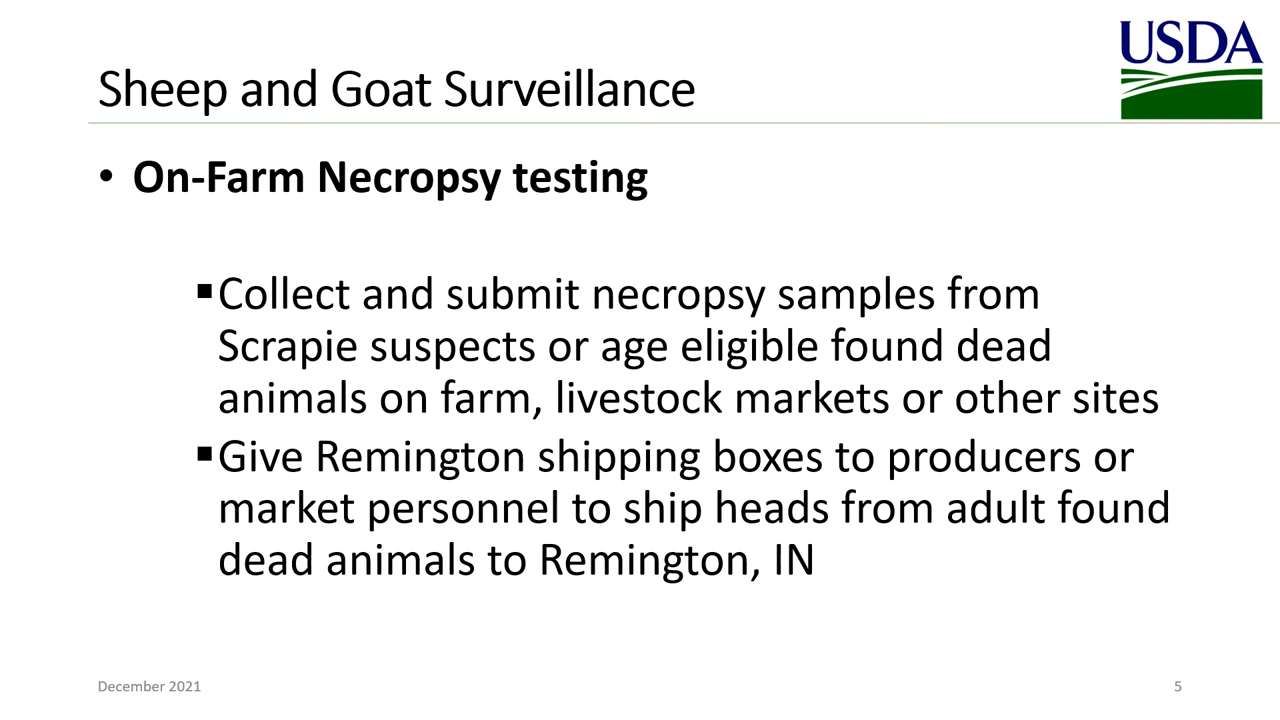 USDA
Sheep and Goat Surveillance
• On-Farm Necropsy testing
▪Collect and submit necropsy samples from
Scrapie suspects or age eligible found dead
animals on farm, livestock markets or other sites
▪Give Remington shipping boxes to producers or
market personnel to ship heads from adult found
dead animals to Remington, IN
December 2021
5